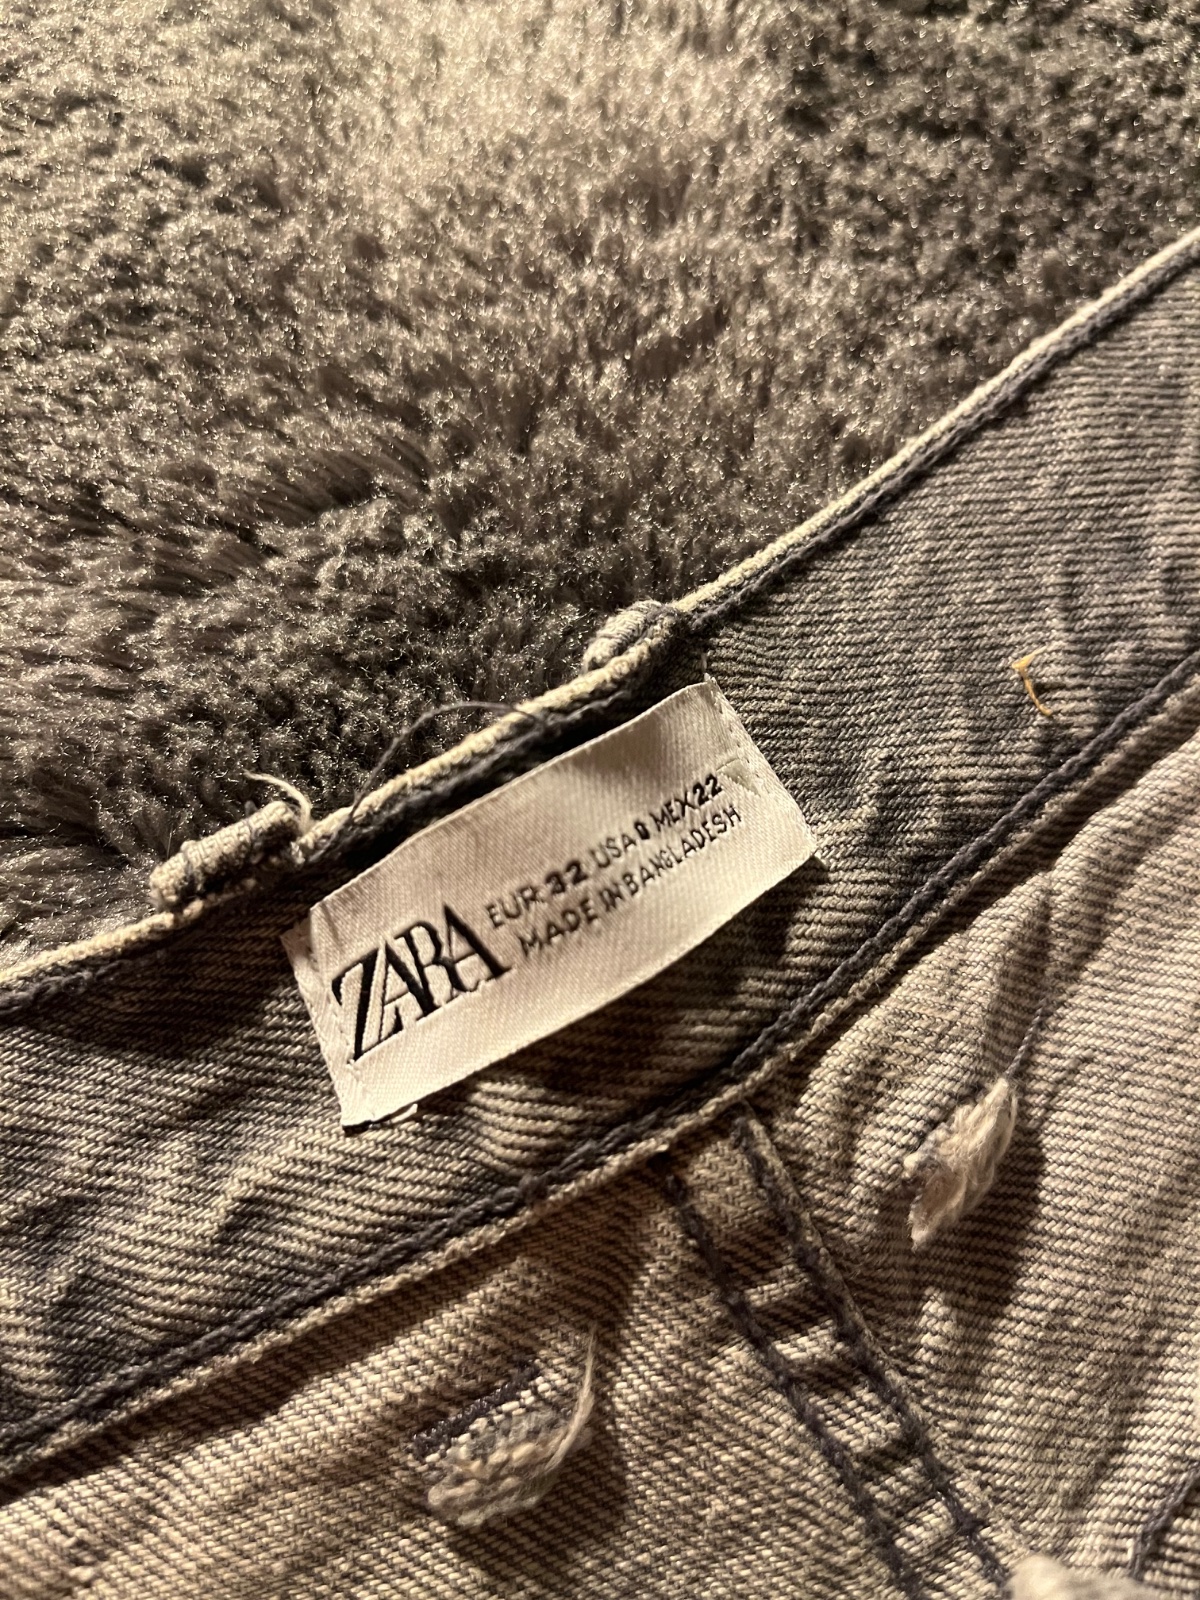 ZARA
EUR 32 USA 0 MEX 22
MADE IN BANGLADESH